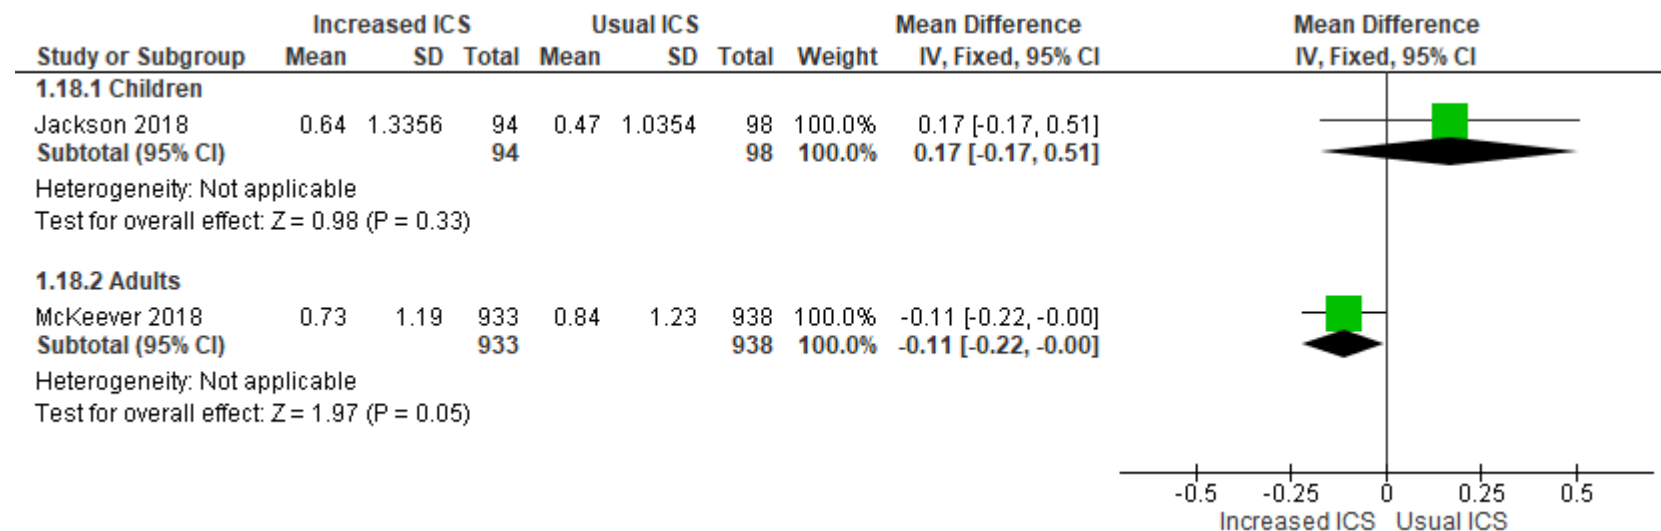 Increased ICS Usual ICS Mean Difference Mean Difference
Study or Subgroup Mean SD Total Mean SD Total Weight IV, Fixed, 95% CI IV, Fixed, 95% CI
1.18.1 Children
Jackson 2018 0.64 1.3356 94 0.47 1.0354 98 100.0% 0.17 [-0.17, 0.51]
Subtotal (95% CI) 94 98 100.0% 0.17 [-0.17, 0.51]
Heterogeneity: Not applicable
Test for overall effect: Z = 0.98 (P = 0.33)
1.18.2 Adults
McKeever 2018 0.73 1.19 933 0.84 1.23 938 100.0% -0.11 [-0.22, -0.00]
Subtotal (95% CI) 933 938 100.0% -0.11 [-0.22, -0.00]
Heterogeneity: Not applicable
Test for overall effect: Z = 1.97 (P = 0.05)
-0.5 -0.25 0 0.25 0.5
Increased ICS Usual ICS